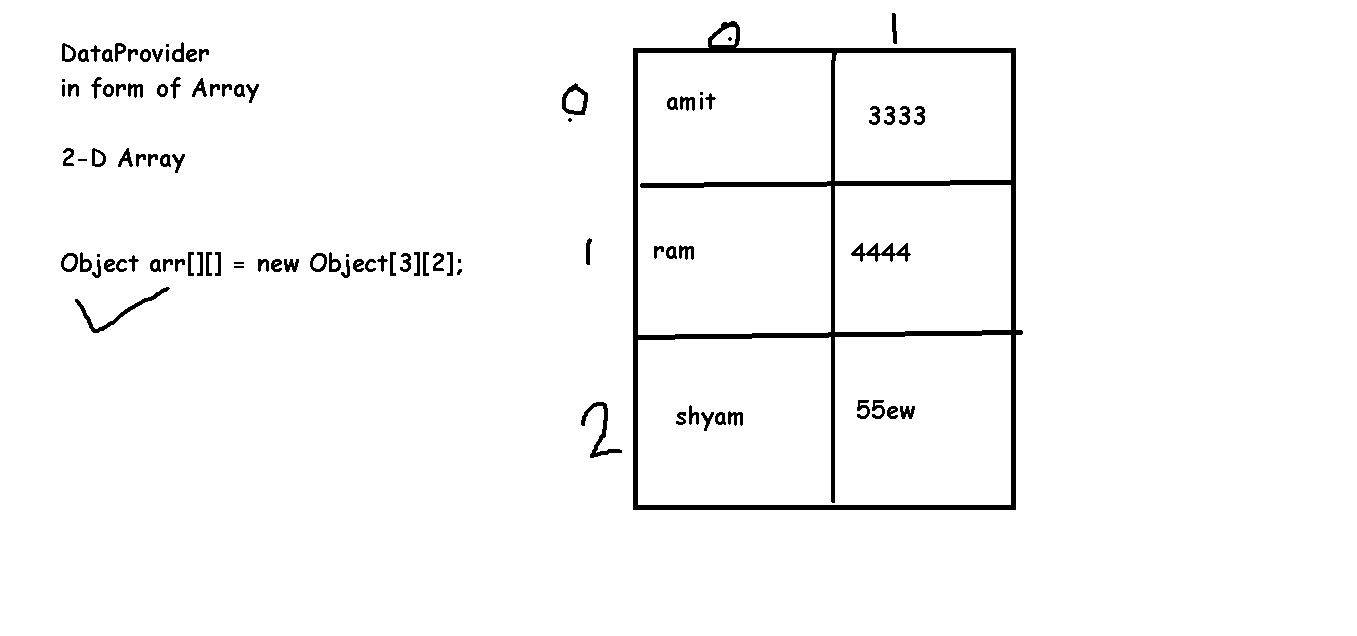 DataProvider
in form of Array
2-D Array
Object arr[][] = new Object[3][2];
0 1
0 amit 3333
1 ram 4444
2 shyam 55ew